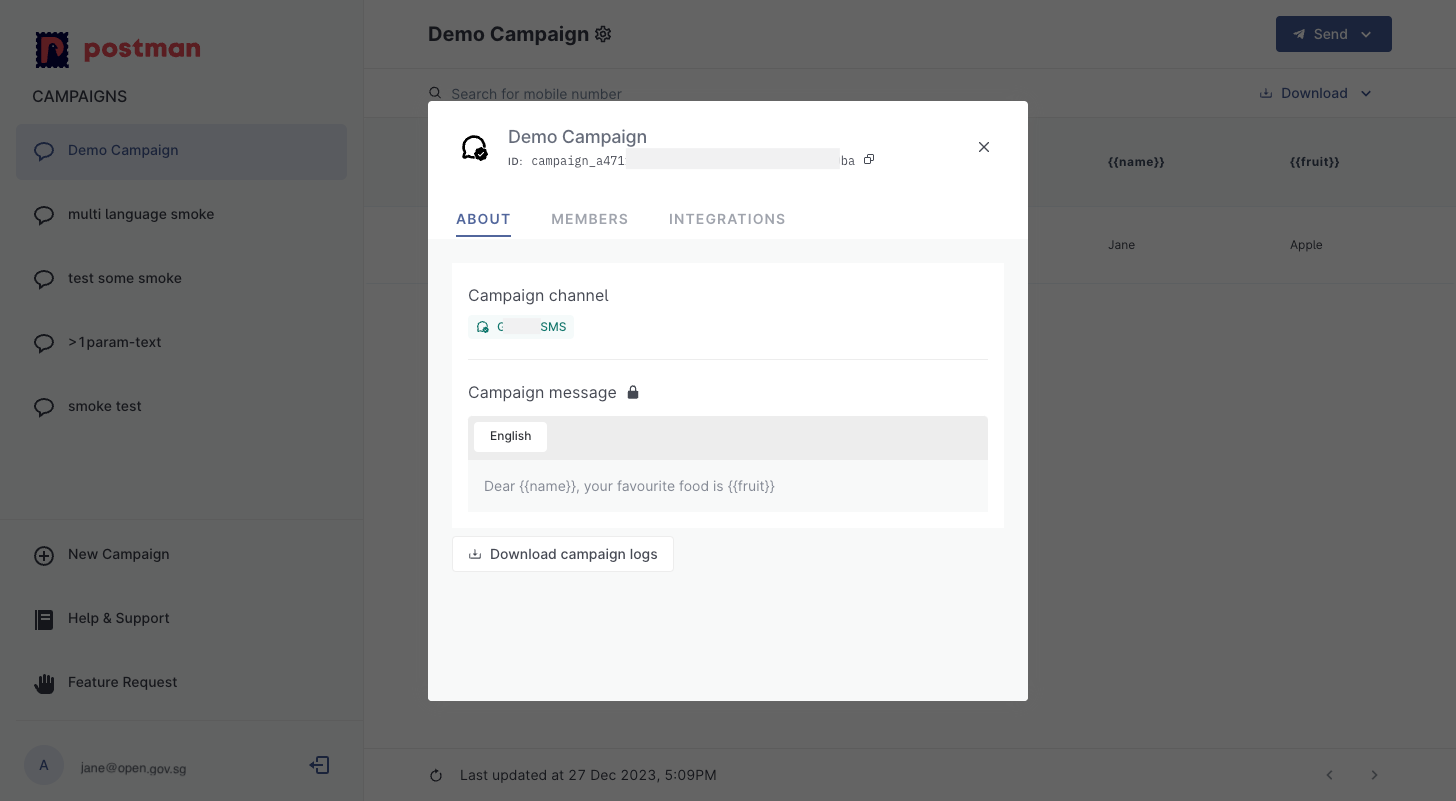 postman
CAMPAIGNS
Demo Campaign
multi language smoke
test some smoke
>1param-text
smoke test
New Campaign
Help & Support
Feature Request
A
jane@open.gov.sg
Demo Campaign
Send
Search for mobile number
Download
{{name}} {{fruit}}
Jane Apple
Demo Campaign
ID: campaign_a471 ba
ABOUT MEMBERS INTEGRATIONS
Campaign channel
SMS
Campaign message
English
Dear {{name}}, your favourite food is {{fruit}}
Download campaign logs
Last updated at 27 Dec 2023, 5:09PM